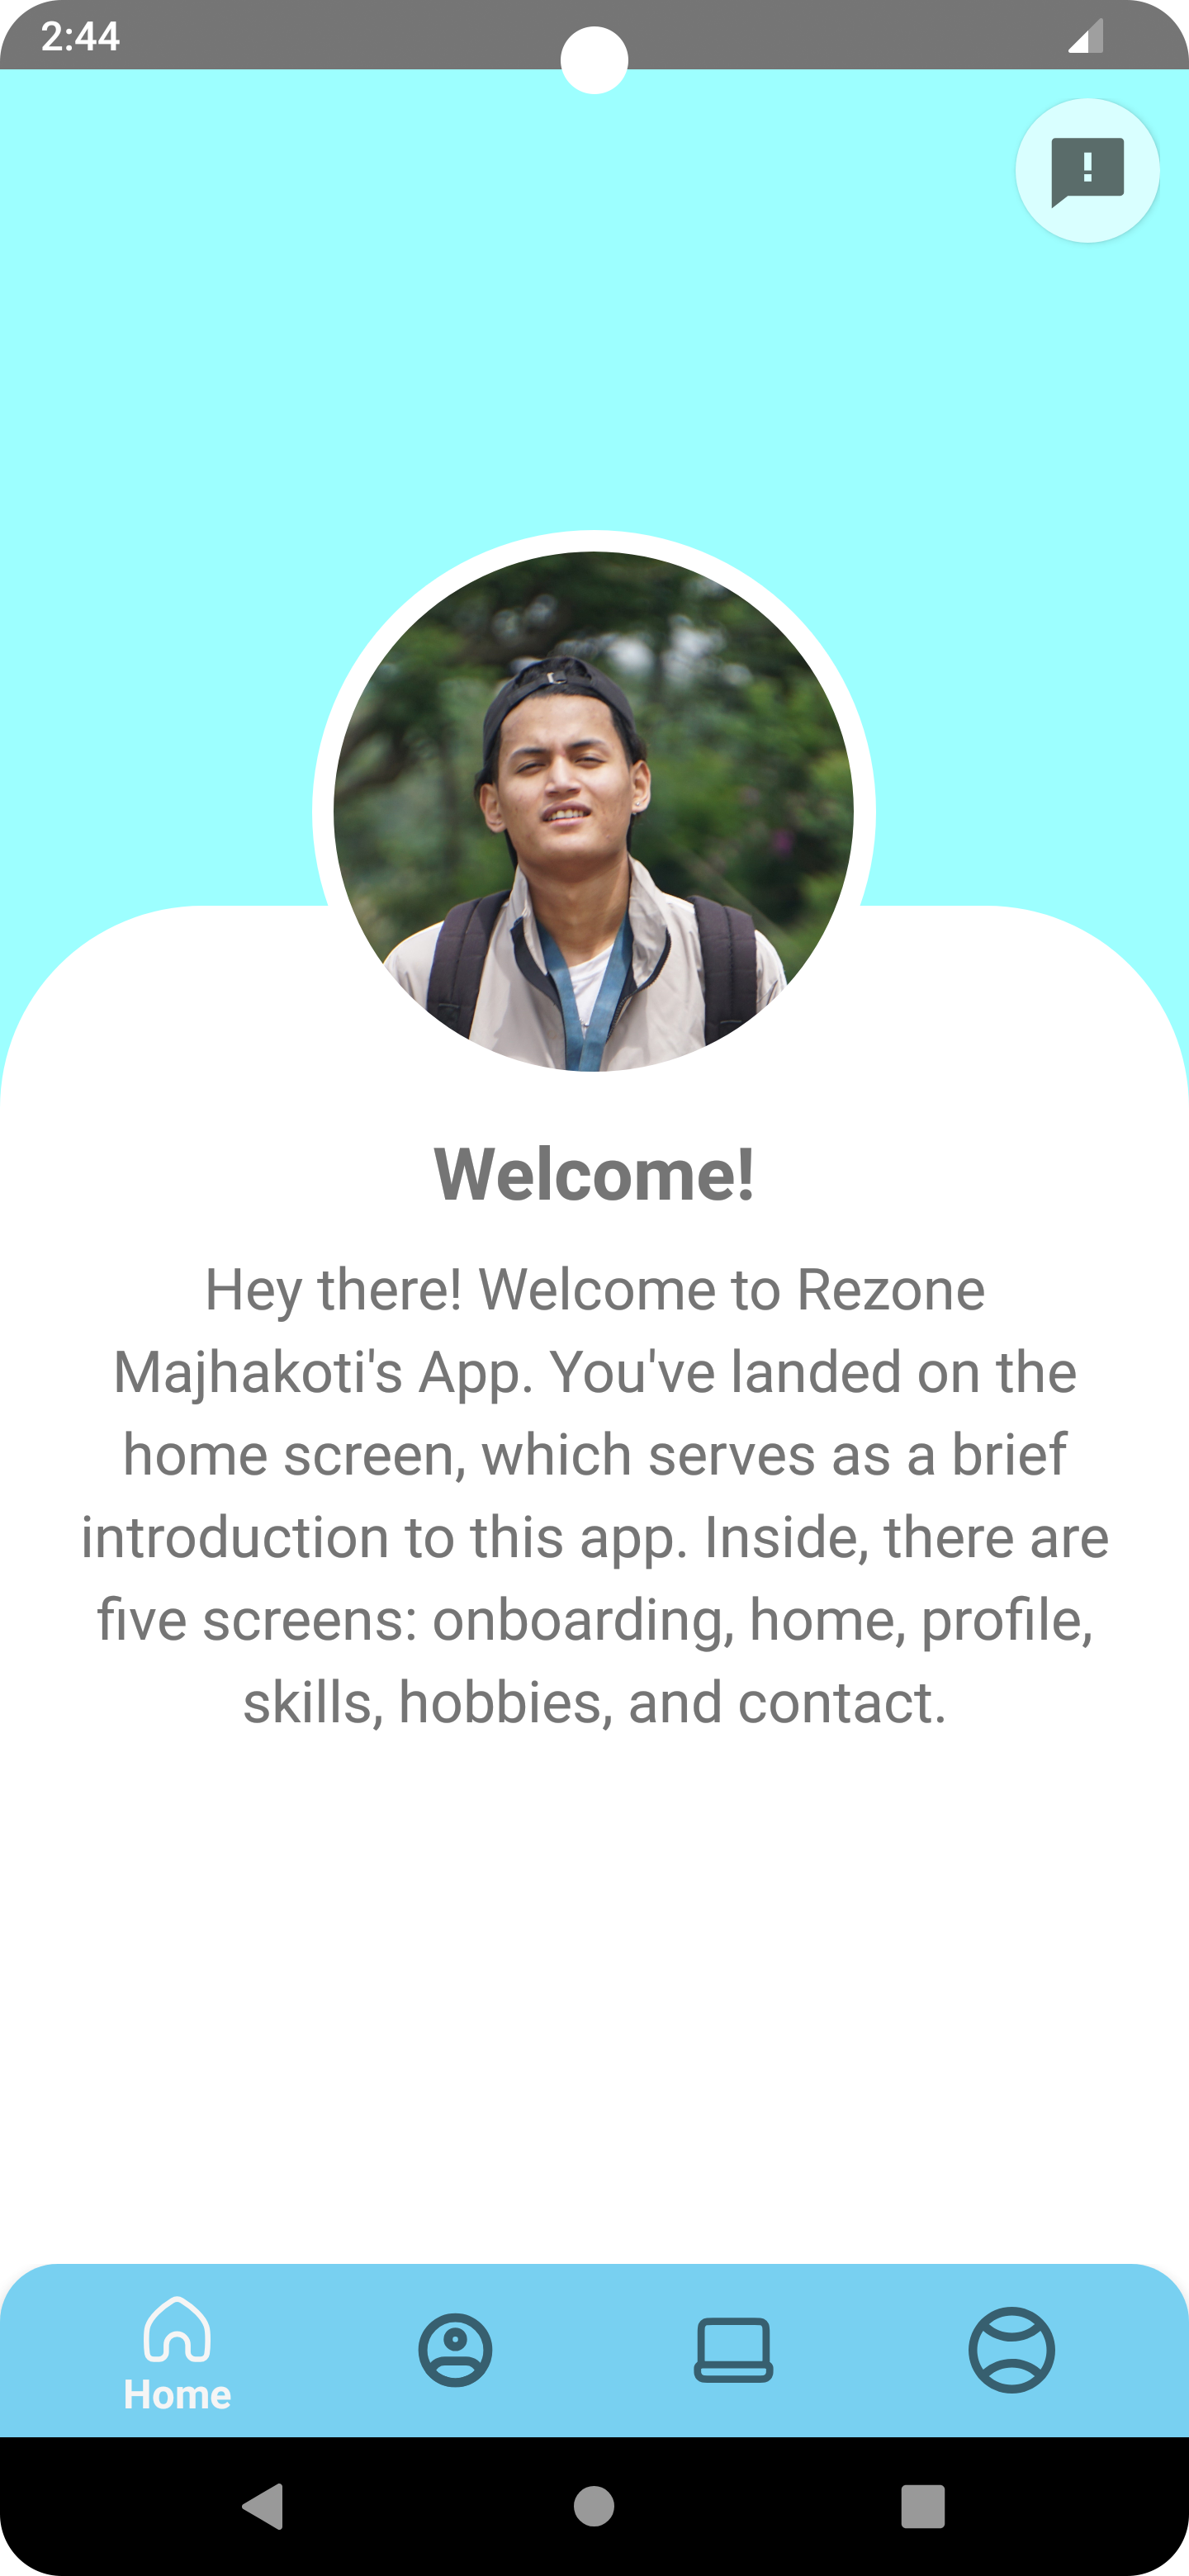 2:44
Welcome!
Hey there! Welcome to Rezone
Majhakoti's App. You've landed on the
home screen, which serves as a brief
introduction to this app. Inside, there are
five screens: onboarding, home, profile,
skills, hobbies, and contact.
Home